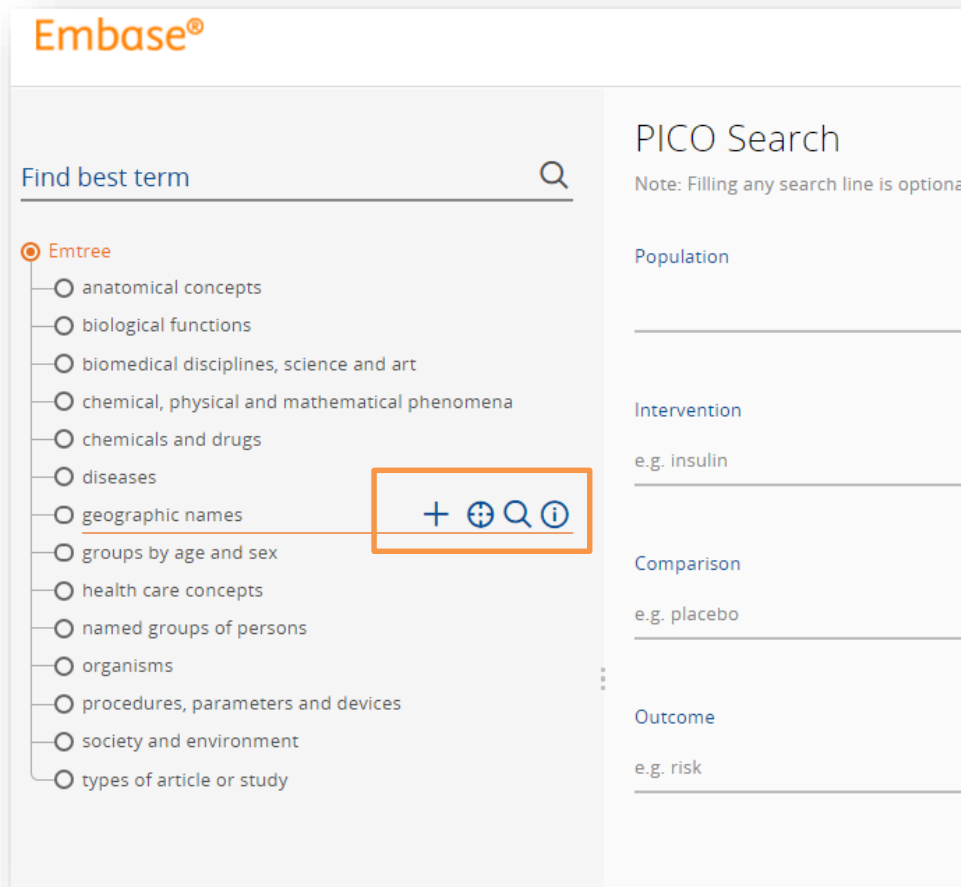 Embase®
Find best term
Emtree
anatomical concepts
biological functions
biomedical disciplines, science and art
chemical, physical and mathematical phenomena
chemicals and drugs
diseases
geographic names
groups by age and sex
health care concepts
named groups of persons
organisms
procedures, parameters and devices
society and environment
types of article or study
PICO Search
Note: Filling any search line is optiona
Population
Intervention
e.g. insulin
Comparison
e.g. placebo
Outcome
e.g. risk